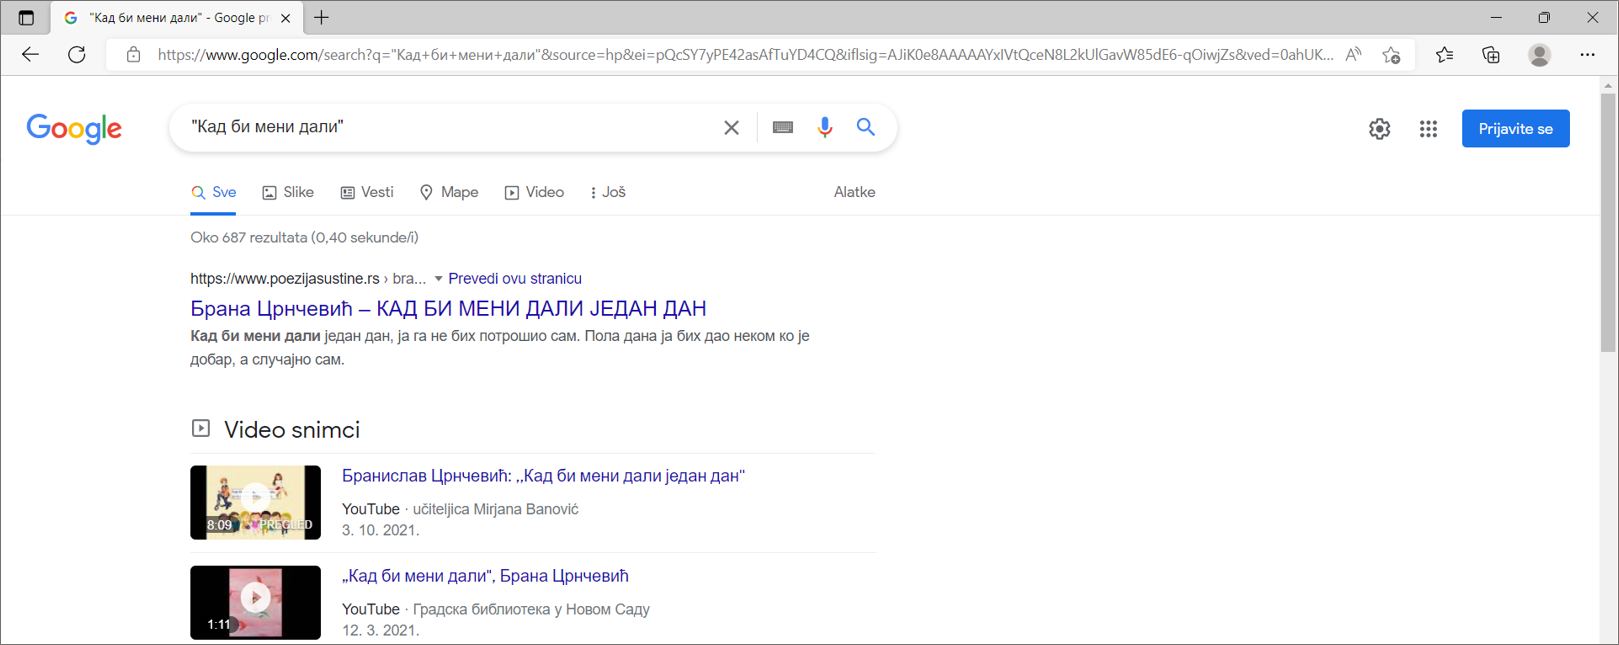 "Кад би мени дали" - Google pr
https://www.google.com/search?q="Кад+би+мени+дали"&source=hp&ei=pQcSY7yPE42asAfTuYD4CQ&iflsig=AJiK0e8AAAAAYxIVtQceN8L2kUlGavW85dE6-qOiwjZs&ved=0ahUK...
Google
"Кад би мени дали"
Prijavite se
Sve Slike Vesti Mape Video Još Alatke
Oko 687 rezultata (0,40 sekunde/i)
https://www.poezijasustine.rs › bra... Prevedi ovu stranicu
Брана Црнчевић – КАД БИ МЕНИ ДАЛИ ЈЕДАН ДАН
Кад би мени дали један дан, ја га не бих потрошио сам. Пола дана ја бих дао неком ко је
добар, а случајно сам.
Video snimci
8:09 PREGLED
Бранислав Црнчевић: ,,Кад би мени дали један дан"
YouTube · učiteljica Mirjana Banović
3. 10. 2021.
1:11
„Кад би мени дали", Брана Црнчевић
YouTube · Градска библиотека у Новом Саду
12. 3. 2021.